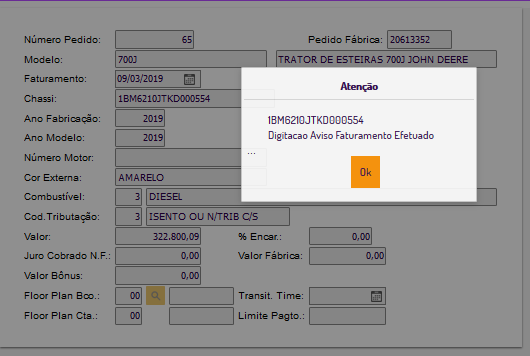 Número Pedido: 65 Pedido Fábrica: 20613352
Modelo: 700J TRATOR DE ESTEIRAS 700J JOHN DEERE
Faturamento: 09/03/2019
Chassi: 1BM6210JTKD000554
Ano Fabricação: 2019
Ano Modelo: 2019
Número Motor:
Cor Externa: AMARELO
Combustível: 3 DIESEL
Cod.Tributação: 3 ISENTO OU N/TRIB C/S
Valor: 322.800,09 % Encar.: 0,00
Juro Cobrado N.F.: 0,00 Valor Fábrica: 0,00
Valor Bônus: 0,00
Floor Plan Bco.: 00 Transit. Time:
Floor Plan Cta.: 00 Limite Pagto.:
Atenção
1BM6210JTKD000554
Digitacao Aviso Faturamento Efetuado
...
Ok